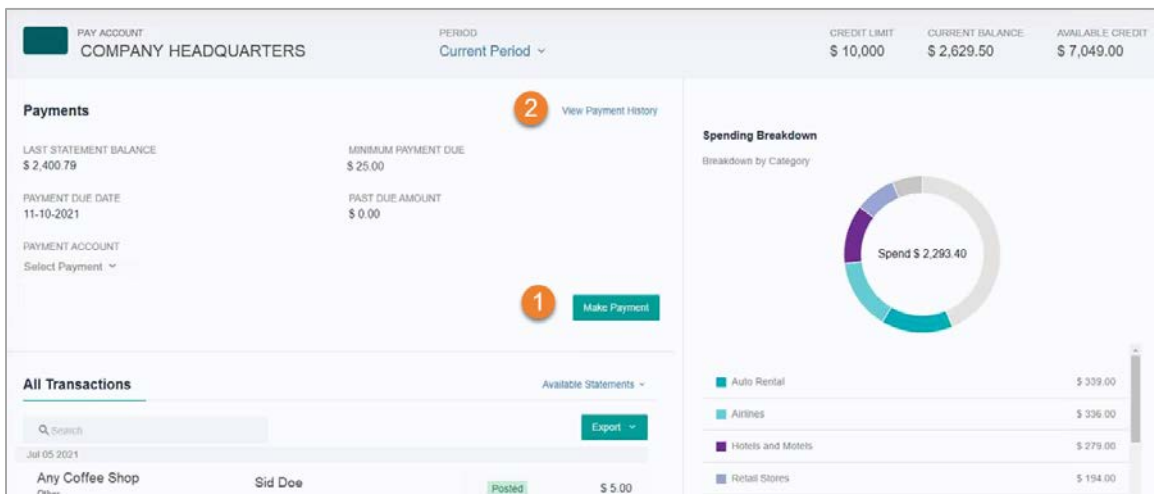 PAY ACCOUNT
COMPANY HEADQUARTERS
PERIOD
Current Period
CREDIT LIMIT
$ 10,000
CURRENT BALANCE
$ 2,629.50
AVAILABLE CREDIT
$ 7,049.00
Payments
2
View Payment History
LAST STATEMENT BALANCE
$ 2,400.79
MINIMUM PAYMENT DUE
$ 25.00
PAYMENT DUE DATE
11-10-2021
PAST DUE AMOUNT
$ 0.00
PAYMENT ACCOUNT
Select Payment
1
Make Payment
Spending Breakdown
Breakdown by Category
Spend $ 2,293.40
Auto Rental $ 339.00
Airlines $ 336.00
Hotels and Motels $ 279.00
Retail Stores $ 194.00
All Transactions
Available Statements
Search
Export
Jul 05 2021
Any Coffee Shop
Sid Doe
Posted
$ 5.00
Other